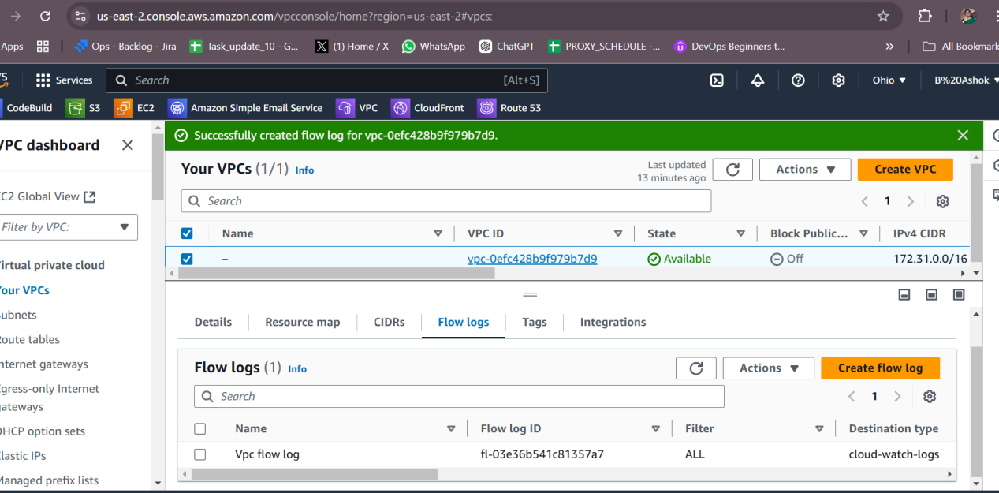 us-east-2.console.aws.amazon.com/vpcconsole/home?region=us-east-2#vpcs:
Apps Ops - Backlog - Jira Task_update_10 - G... (1) Home / X WhatsApp ChatGPT PROXY_SCHEDULE -... DevOps Beginners t... » All Bookmark
Services Search [Alt+S] Ohio B%20Ashok
CodeBuild S3 EC2 Amazon Simple Email Service VPC CloudFront Route 53
VPC dashboard
Successfully created flow log for vpc-0efc428b9f979b7d9.
Your VPCs (1/1) Info
Last updated
13 minutes ago
Actions
Create VPC
EC2 Global View
Search
1
Filter by VPC:
Name VPC ID State Block Public... IPv4 CIDR
– vpc-0efc428b9f979b7d9 Available Off 172.31.0.0/16
irtual private cloud
our VPCs
ubnets
oute tables
nternet gateways
gress-only Internet
ateways
HCP option sets
lastic IPs
anaged prefix lists
Details Resource map CIDRs Flow logs Tags Integrations
Flow logs (1) Info
Actions
Create flow log
Search
1
Name Flow log ID Filter Destination type
Vpc flow log fl-03e36b541c81357a7 ALL cloud-watch-logs